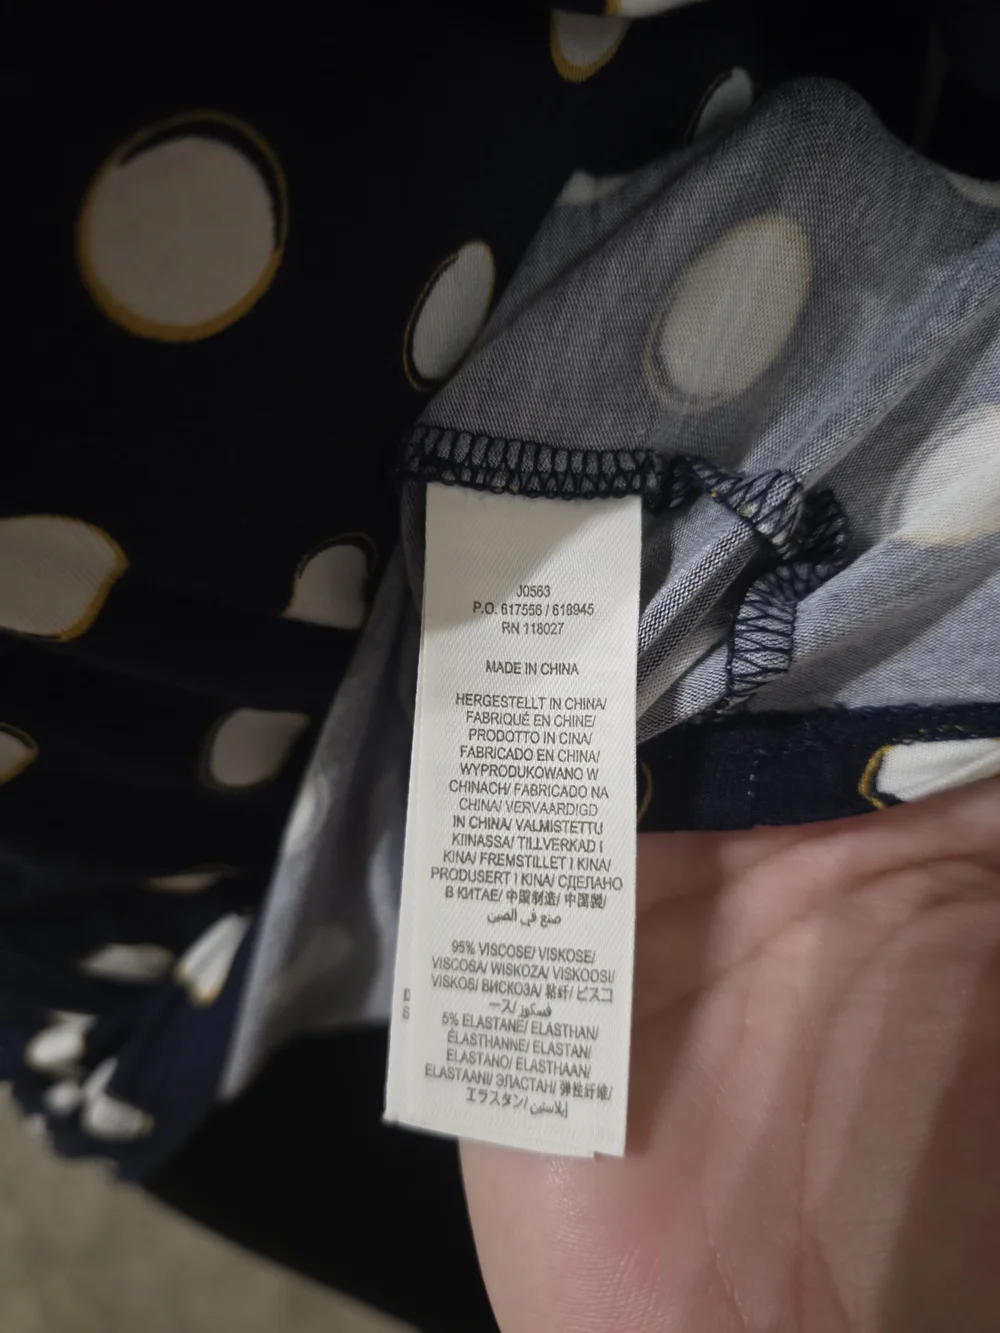 J0563
P.O. 617556 / 618945
RN 118027
MADE IN CHINA
HERGESTELLT IN CHINA/
FABRIQUÉ EN CHINE/
PRODOTTO IN CINA/
FABRICADO EN CHINA/
WYPRODUKOWANO W
CHINACH/ FABRICADO NA
CHINA/ VERVAARDIGD
IN CHINA/ VALMISTETTU
KIINASSA/ TILLVERKAD I
KINA/ FREMSTILLET I KINA/
PRODUSERT I KINA/ СДЕЛАНО
В КИТАЕ/ 中国制造/ 中国製/
صنع في الصين
95% VISCOSE/ VISKOSE/
VISCOSA/ WISKOZA/ VISKOOSI/
VISKOS/ ВИСКОЗА/ 粘纤/ ビスコ
ース/ فسكوز
5% ELASTANE/ ELASTHAN/
ÉLASTHANNE/ ELASTAN/
ELASTANO/ ELASTHAAN/
ELASTAANI/ ЭЛАСТАН/ 弹性纤维/
エラスタン/ إيلاستين
D
S